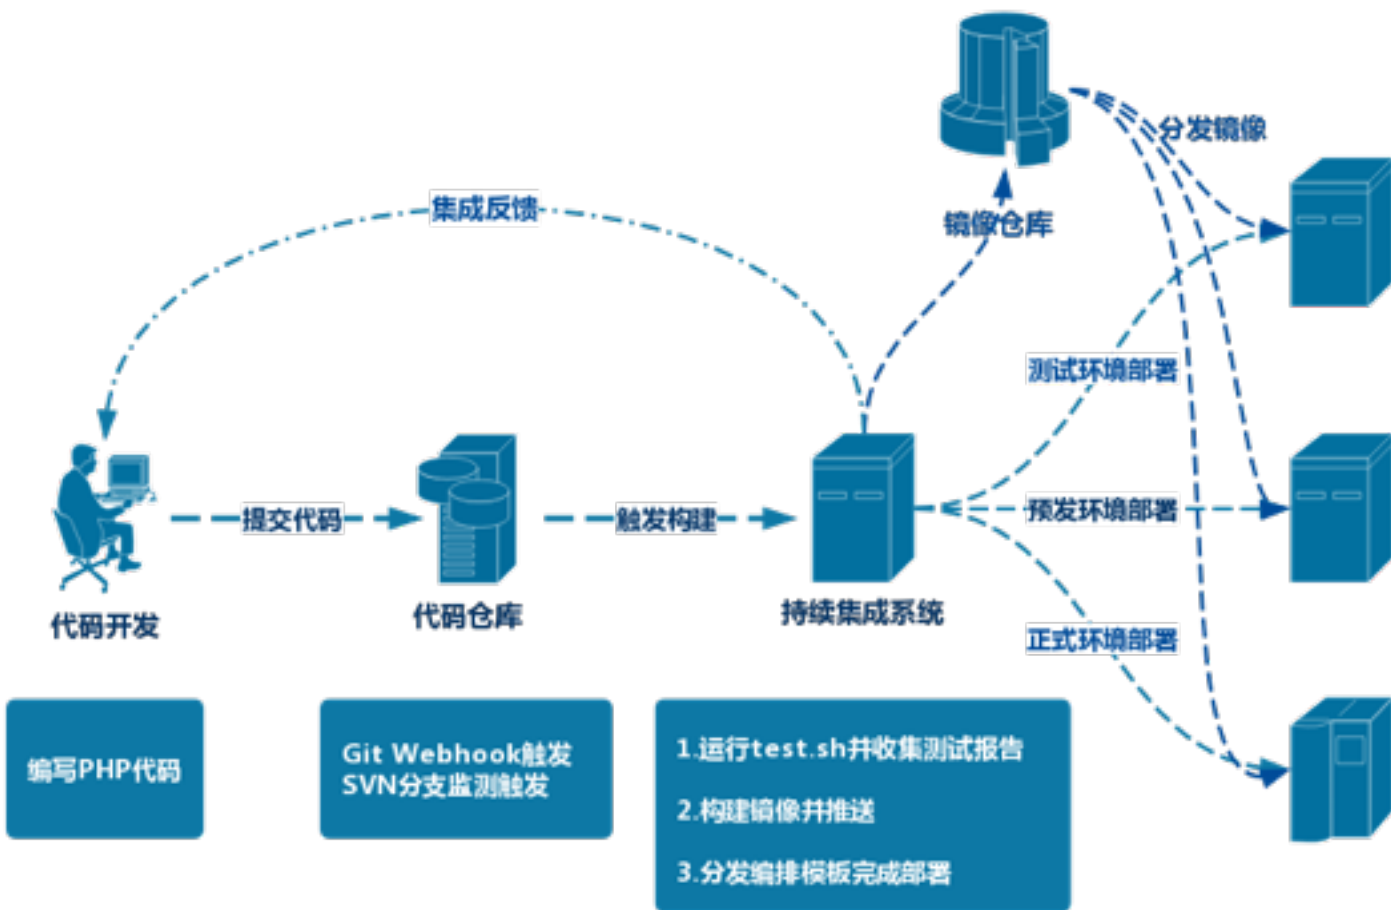 分发镜像
集成反馈
镜像仓库
测试环境部署
提交代码
触发构建
预发环境部署
代码开发
代码仓库
持续集成系统
正式环境部署
编写PHP代码
Git Webhook触发
SVN分支监测触发
1.运行test.sh并收集测试报告
2.构建镜像并推送
3.分发编排模板完成部署